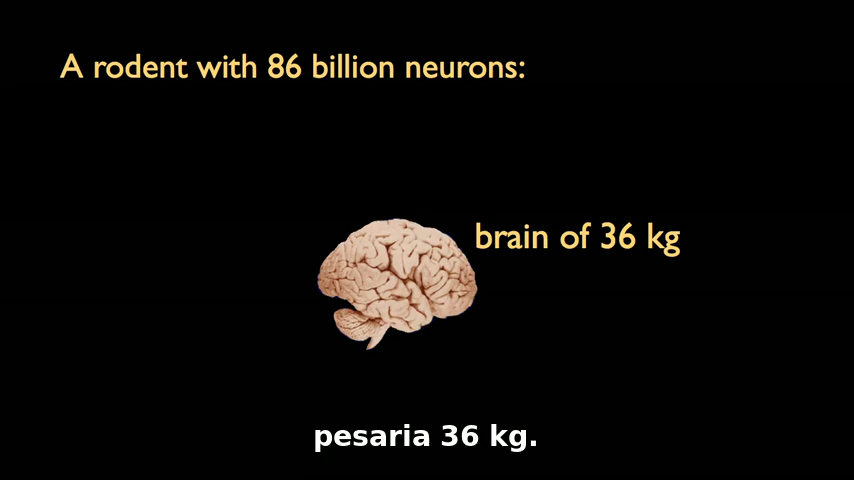 A rodent with 86 billion neurons:
brain of 36 kg
pesaria 36 kg.